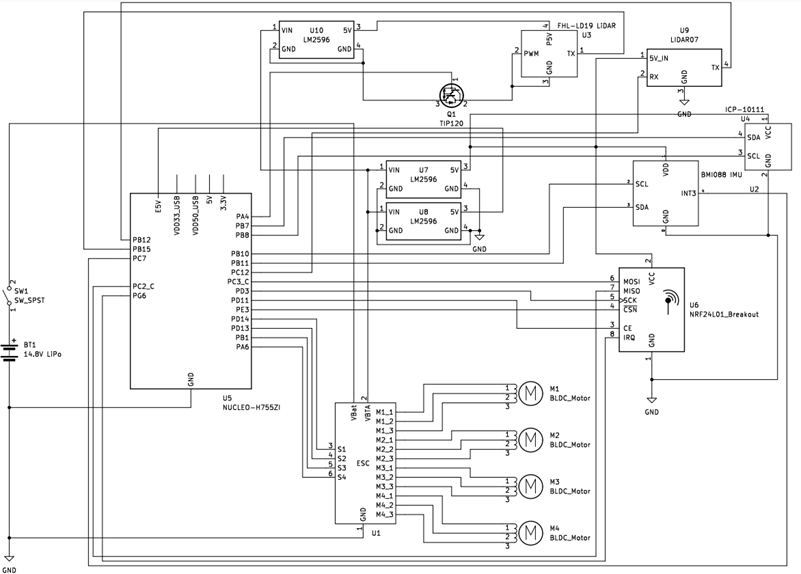 U10
LM2596
VIN
GND
5V
GND
1
2
3
4
FHL-LD19 LiDAR
U3
P5V
PWM
TX
GND
4
2
1
3
U9
LIDAR07
5V_IN
RX
TX
GND
1
2
4
3
GND
Q1
TIP120
1
3
2
ICP-10111
U4
VCC
SDA
SCL
GND
1
4
3
2
U7
LM2596
VIN
GND
5V
GND
1
2
3
4
U8
LM2596
VIN
GND
5V
GND
1
2
3
4
GND
BMI088 IMU
U2
VDD
SCL
SDA
INT3
GND
E5V
VDD33_USB
VDD50_USB
5V
3.3V
PB12
PB15
PC7
PC2_C
PG6
PA4
PB7
PB8
PB10
PB11
PC12
PC3_C
PD3
PD11
PE3
PD14
PD13
PB1
PA6
GND
U5
NUCLEO-H755ZI
SW1
SW_SPST
2
1
BT1
14.8V LiPo
+
GND
VCC
MOSI
MISO
SCK
CSN
CE
IRQ
GND
2
6
7
5
4
3
8
1
U6
NRF24L01_Breakout
GND
VBat
VBTA
2
ESC
S1
S2
S3
S4
3
4
5
6
M1_1
M1_2
M1_3
M2_1
M2_2
M2_3
M3_1
M3_2
M3_3
M4_1
M4_2
M4_3
GND
1
U1
1
2
3
M
M1
BLDC_Motor
1
2
3
M
M2
BLDC_Motor
1
2
3
M
M3
BLDC_Motor
1
2
3
M
M4
BLDC_Motor